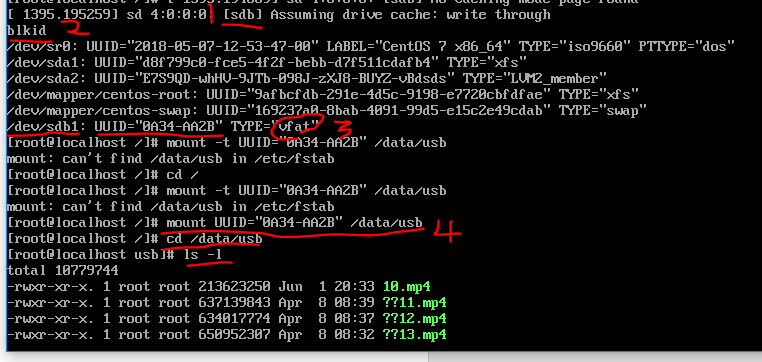 [ 1395.195259] sd 4:0:0:0: [sdb] Assuming drive cache: write through
1
2
blkid
/dev/sr0: UUID="2018-05-07-12-53-47-00" LABEL="CentOS 7 x86_64" TYPE="iso9660" PTTYPE="dos"
/dev/sda1: UUID="d8f799c0-fce5-4f2f-bebb-d7f511cdafb4" TYPE="xfs"
/dev/sda2: UUID="E7S9QD-whHV-9JTb-098J-zXJ8-BUYZ-vBdsds" TYPE="LVM2_member"
/dev/mapper/centos-root: UUID="9afbcfdb-291e-4d5c-9198-e7720cbfdfae" TYPE="xfs"
/dev/mapper/centos-swap: UUID="169237a0-8bab-4091-99d5-e15c2e49cdab" TYPE="swap"
/dev/sdb1: UUID="0A34-AA2B" TYPE="vfat"
3
[root@localhost /]# mount -t UUID="0A34-AA2B" /data/usb
mount: can't find /data/usb in /etc/fstab
[root@localhost /]# cd /
[root@localhost /]# mount -t UUID="0A34-AA2B" /data/usb
mount: can't find /data/usb in /etc/fstab
[root@localhost /]# mount UUID="0A34-AA2B" /data/usb
4
[root@localhost /]# cd /data/usb
[root@localhost usb]# ls -l
total 10779744
-rwxr-xr-x. 1 root root 213623250 Jun  1 20:33 10.mp4
-rwxr-xr-x. 1 root root 637139843 Apr  8 08:39 ??11.mp4
-rwxr-xr-x. 1 root root 634017774 Apr  8 08:37 ??12.mp4
-rwxr-xr-x. 1 root root 650952307 Apr  8 08:32 ??13.mp4